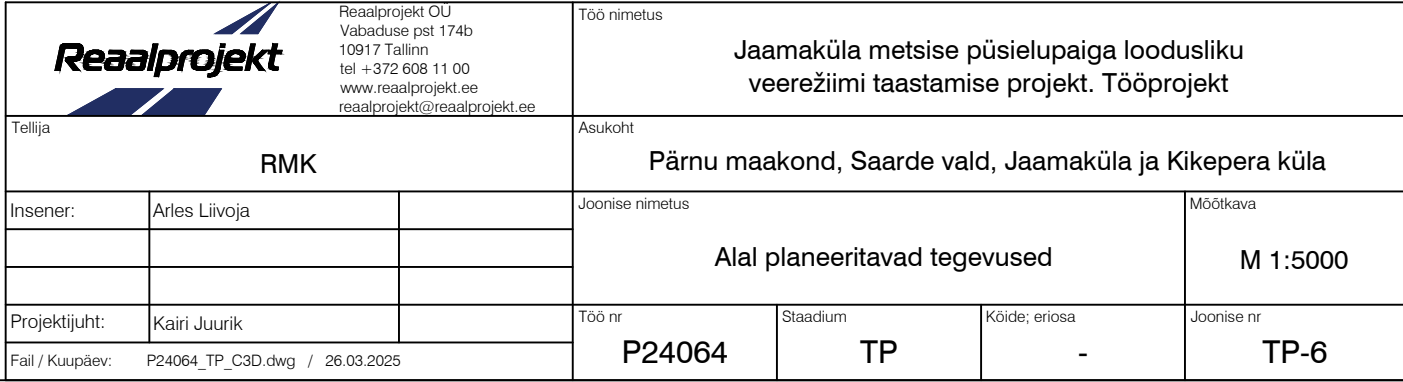 Reaalprojekt
Reaalprojekt OÜ
Vabaduse pst 174b
10917 Tallinn
tel +372 608 11 00
www.reaalprojekt.ee
reaalprojekt@reaalprojekt.ee
Töö nimetus
Jaamaküla metsise püsielupaiga loodusliku
veerežiimi taastamise projekt. Tööprojekt
Tellija
RMK
Asukoht
Pärnu maakond, Saarde vald, Jaamaküla ja Kikepera küla
Insener: Arles Liivoja
Joonise nimetus
Alal planeeritavad tegevused
Mõõtkava
M 1:5000
Projektijuht: Kairi Juurik
Fail / Kuupäev: P24064_TP_C3D.dwg / 26.03.2025
Töö nr
P24064
Staadium
TP
Köide; eriosa
-
Joonise nr
TP-6